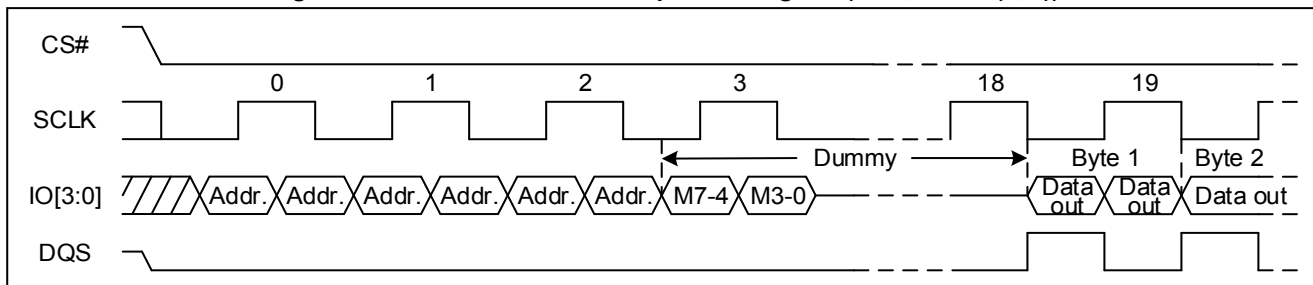 CS#
0 1 2 3 18 19
SCLK
Dummy Byte 1 Byte 2
IO[3:0] Addr. Addr. Addr. Addr. Addr. Addr. M7-4 M3-0 Data out Data out Data out
DQS